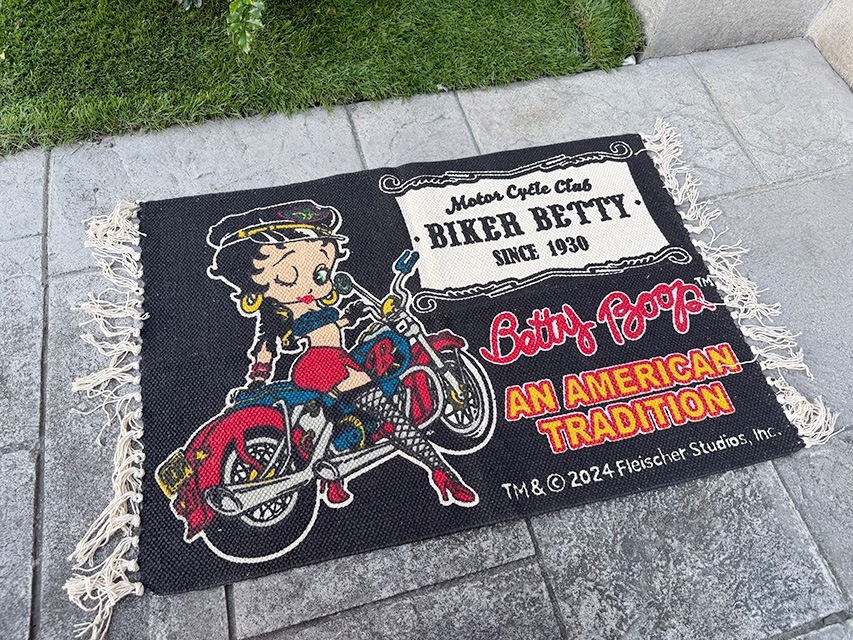 Motor Cycle Club
BIKER BETTY
SINCE 1930
Betty Boop™
AN AMERICAN
TRADITION
TM & © 2024 Fleischer Studios, Inc.
B